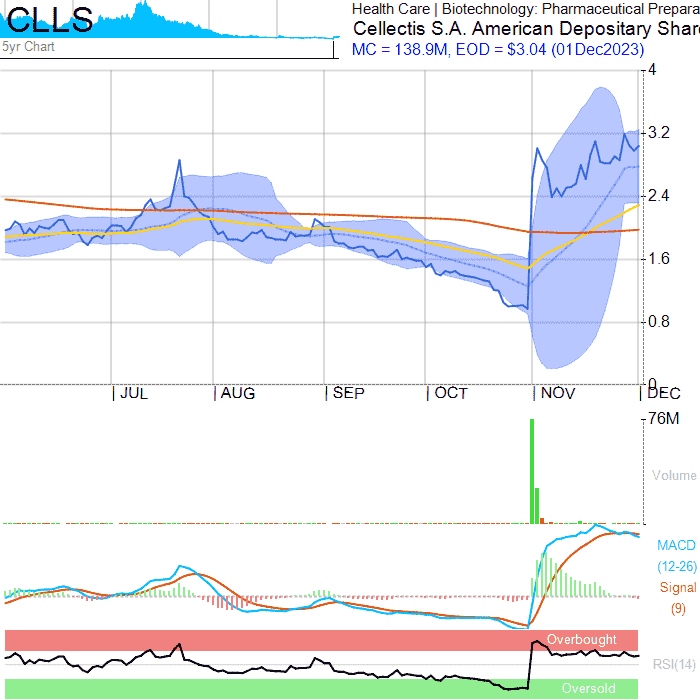 CLLS
5yr Chart
Health Care | Biotechnology: Pharmaceutical Prepara
Cellectis S.A. American Depositary Shar
MC = 138.9M, EOD = $3.04 (01Dec2023)
4
3.2
2.4
1.6
0.8
0
JUL AUG SEP OCT NOV DEC
76M
Volume
MACD
(12-26)
Signal
(9)
Overbought
RSI(14)
Oversold